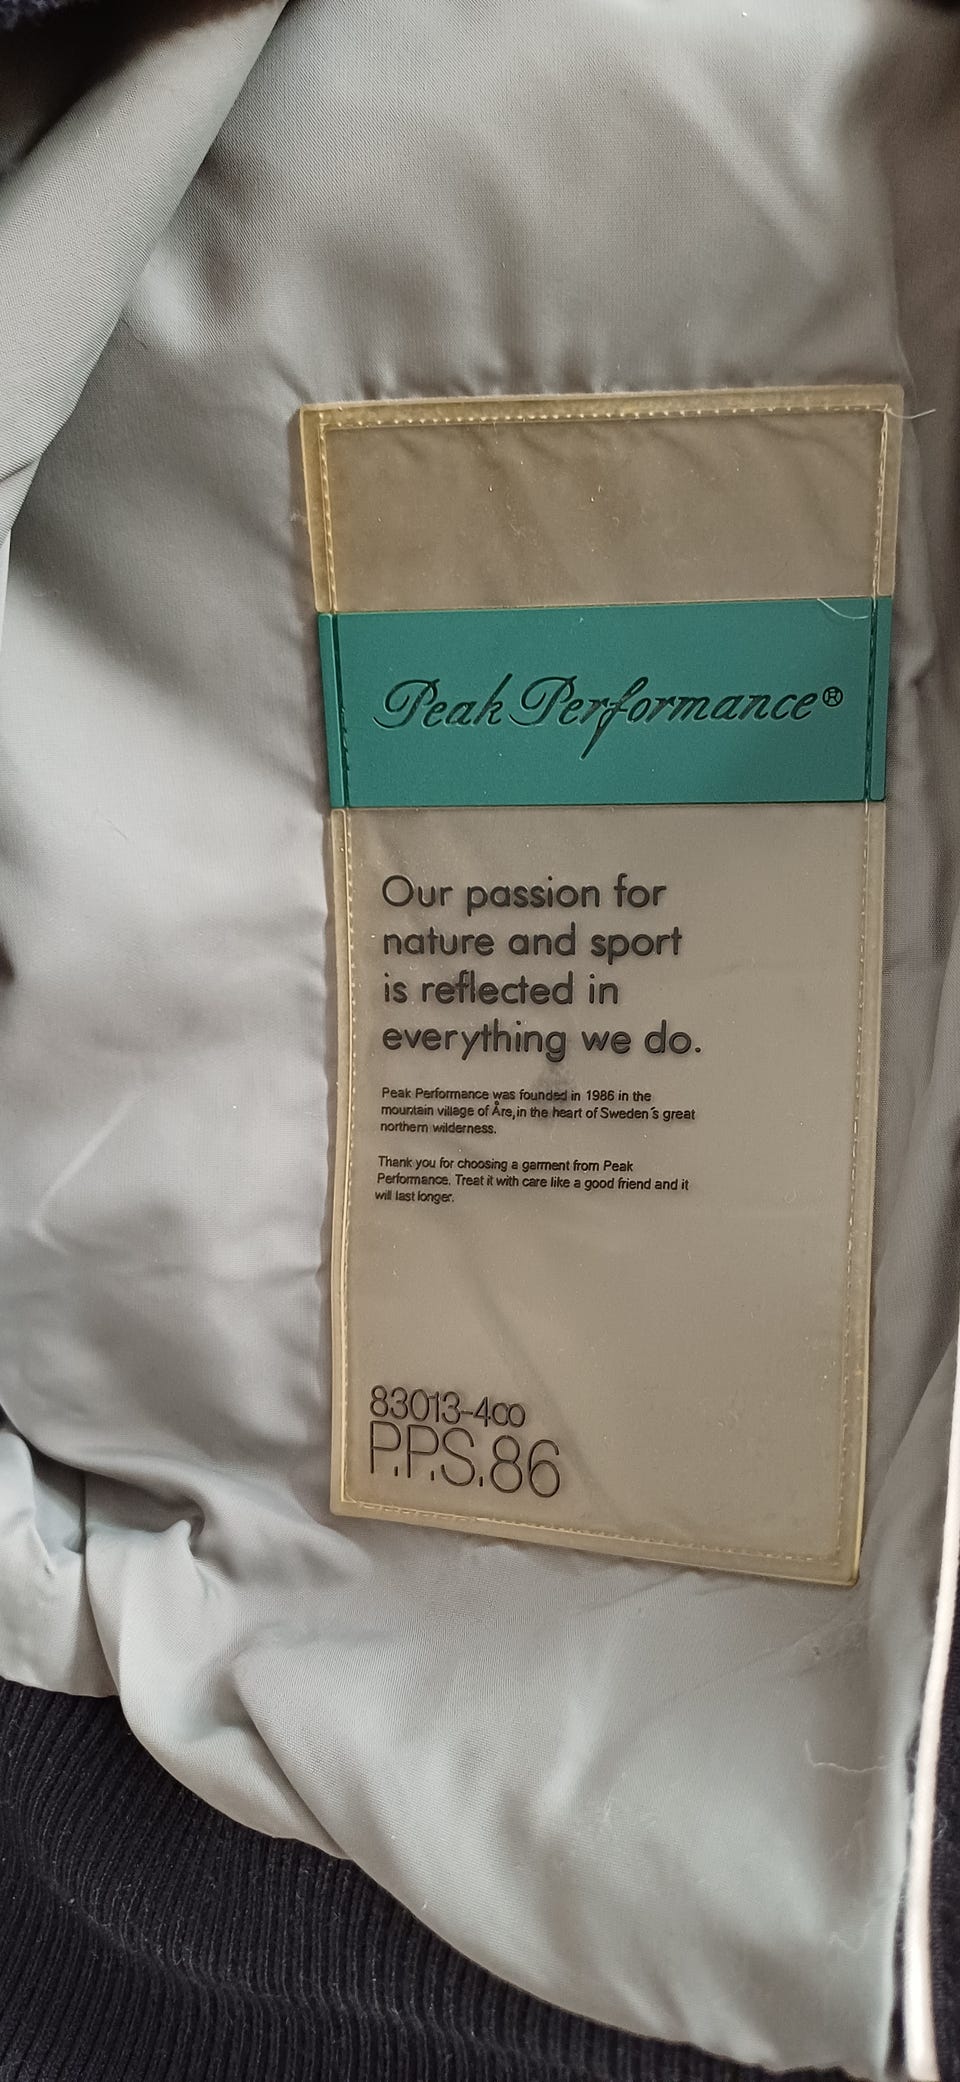 Peak Performance®
Our passion for
nature and sport
is reflected in
everything we do.
Peak Performance was founded in 1986 in the
mountain village of Åre, in the heart of Sweden´s great
northern wilderness.
Thank you for choosing a garment from Peak
Performance. Treat it with care like a good friend and it
will last longer.
83013-400
P.P.S.86